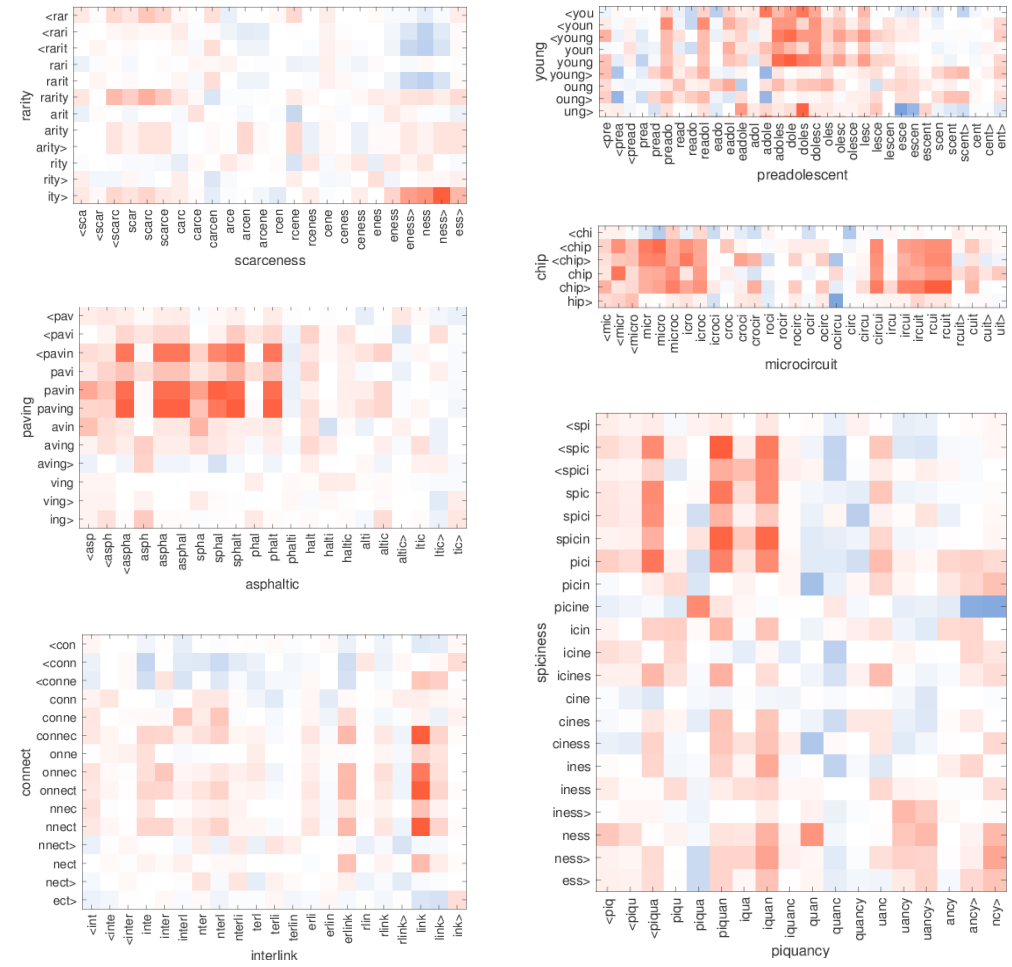 <rar
<rari
<rarit
rari
rarit
rarity
arit
arity
arity>
rity
rity>
ity>
rarity
<sca <scar <scarc scar scarc scarce carc carce carcen arce arcen arcene rcen rcene rcenes cene cenes ceness enes eness eness> ness ness> ess>
scarceness
<you
<youn
<young
youn
young
young>
oung
oung>
ung>
young
<pre <prea <pread prea pread preado read reado readol eado eadol eadole adol adole adoles dole doles dolesc oles olesc olesce lesc lesce lescen esce escen escent scen scent scent> cent cent> ent>
preadolescent
<chi
<chip
<chip>
chip
chip>
hip>
chip
<mic <micr <micro micr micro microc icro icroc icroci croc croci crocir roci rocir rocirc ocir ocirc ocircu circ circu circui ircu ircui ircuit rcui rcuit rcuit> cuit cuit> uit>
microcircuit
<pav
<pavi
<pavin
pavi
pavin
paving
avin
aving
aving>
ving
ving>
ing>
paving
<asp <asph <aspha asph aspha asphal spha sphal sphalt phal phalt phalti halt halti haltic alti altic altic> ltic ltic> tic>
asphaltic
<spi
<spic
<spici
spic
spici
spicin
pici
picin
picine
icin
icine
icines
cine
cines
ciness
ines
iness
iness>
ness
ness>
ess>
spiciness
<piq <piqu <piqua piqu piqua piquan iqua iquan iquanc quan quanc quancy uanc uancy uancy> ancy ancy> ncy>
piquancy
<con
<conn
<conne
conn
conne
connec
onne
onnec
onnect
nnec
nnect
nnect>
nect
nect>
ect>
connect
<int <inte <inter inte inter interl nter nterl nterli terl terli terlin erli erlin erlink rlin rlink rlink> link link> ink>
interlink